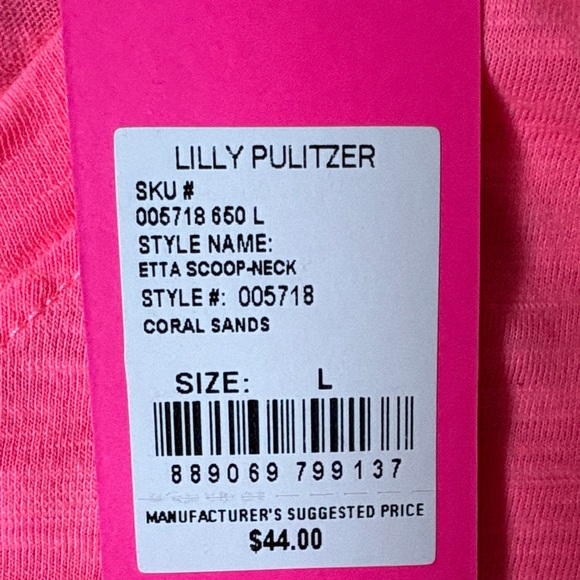 LILLY PULITZER
SKU #
005718 650 L
STYLE NAME:
ETTA SCOOP-NECK
STYLE #: 005718
CORAL SANDS
SIZE: L
889069 799137
MANUFACTURER'S SUGGESTED PRICE
$44.00